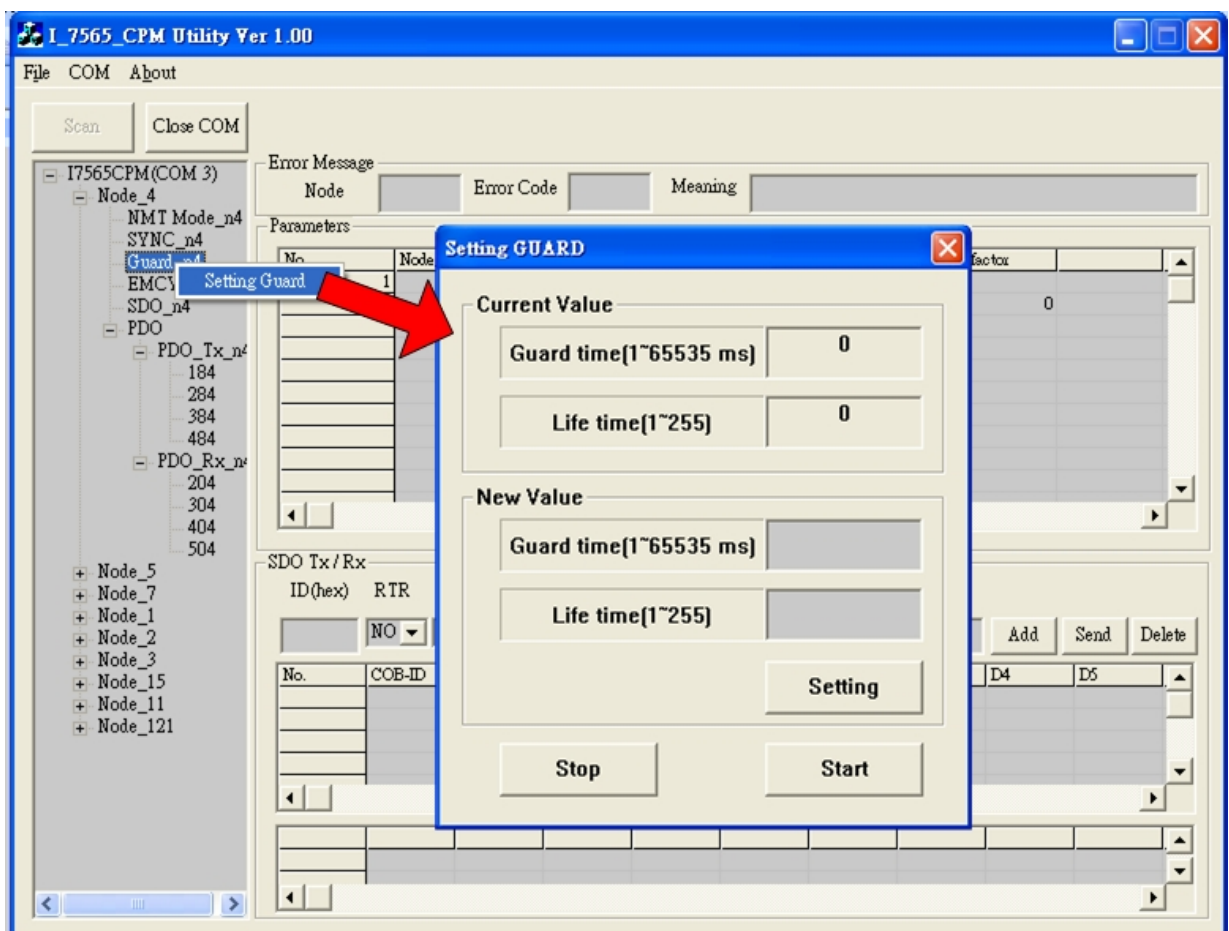 I_7565_CPM Utility Ver 1.00
File COM About
Scan Close COM
I7565CPM(COM 3)
Node_4
NMT Mode_n4
SYNC_n4
Guard_n4
Setting Guard
SDO_n4
PDO
PDO_Tx_n4
184
284
384
484
PDO_Rx_n4
204
304
404
504
Node_5
Node_7
Node_1
Node_2
Node_3
Node_15
Node_11
Node_121
Error Message
Node Error Code Meaning
Parameters
No. Node factor
1
0
Setting GUARD
Current Value
Guard time(1~65535 ms) 0
Life time(1~255) 0
New Value
Guard time(1~65535 ms)
Life time(1~255)
Setting
Stop Start
SDO Tx / Rx
ID(hex) RTR
NO Add Send Delete
No. COB-ID D4 D5